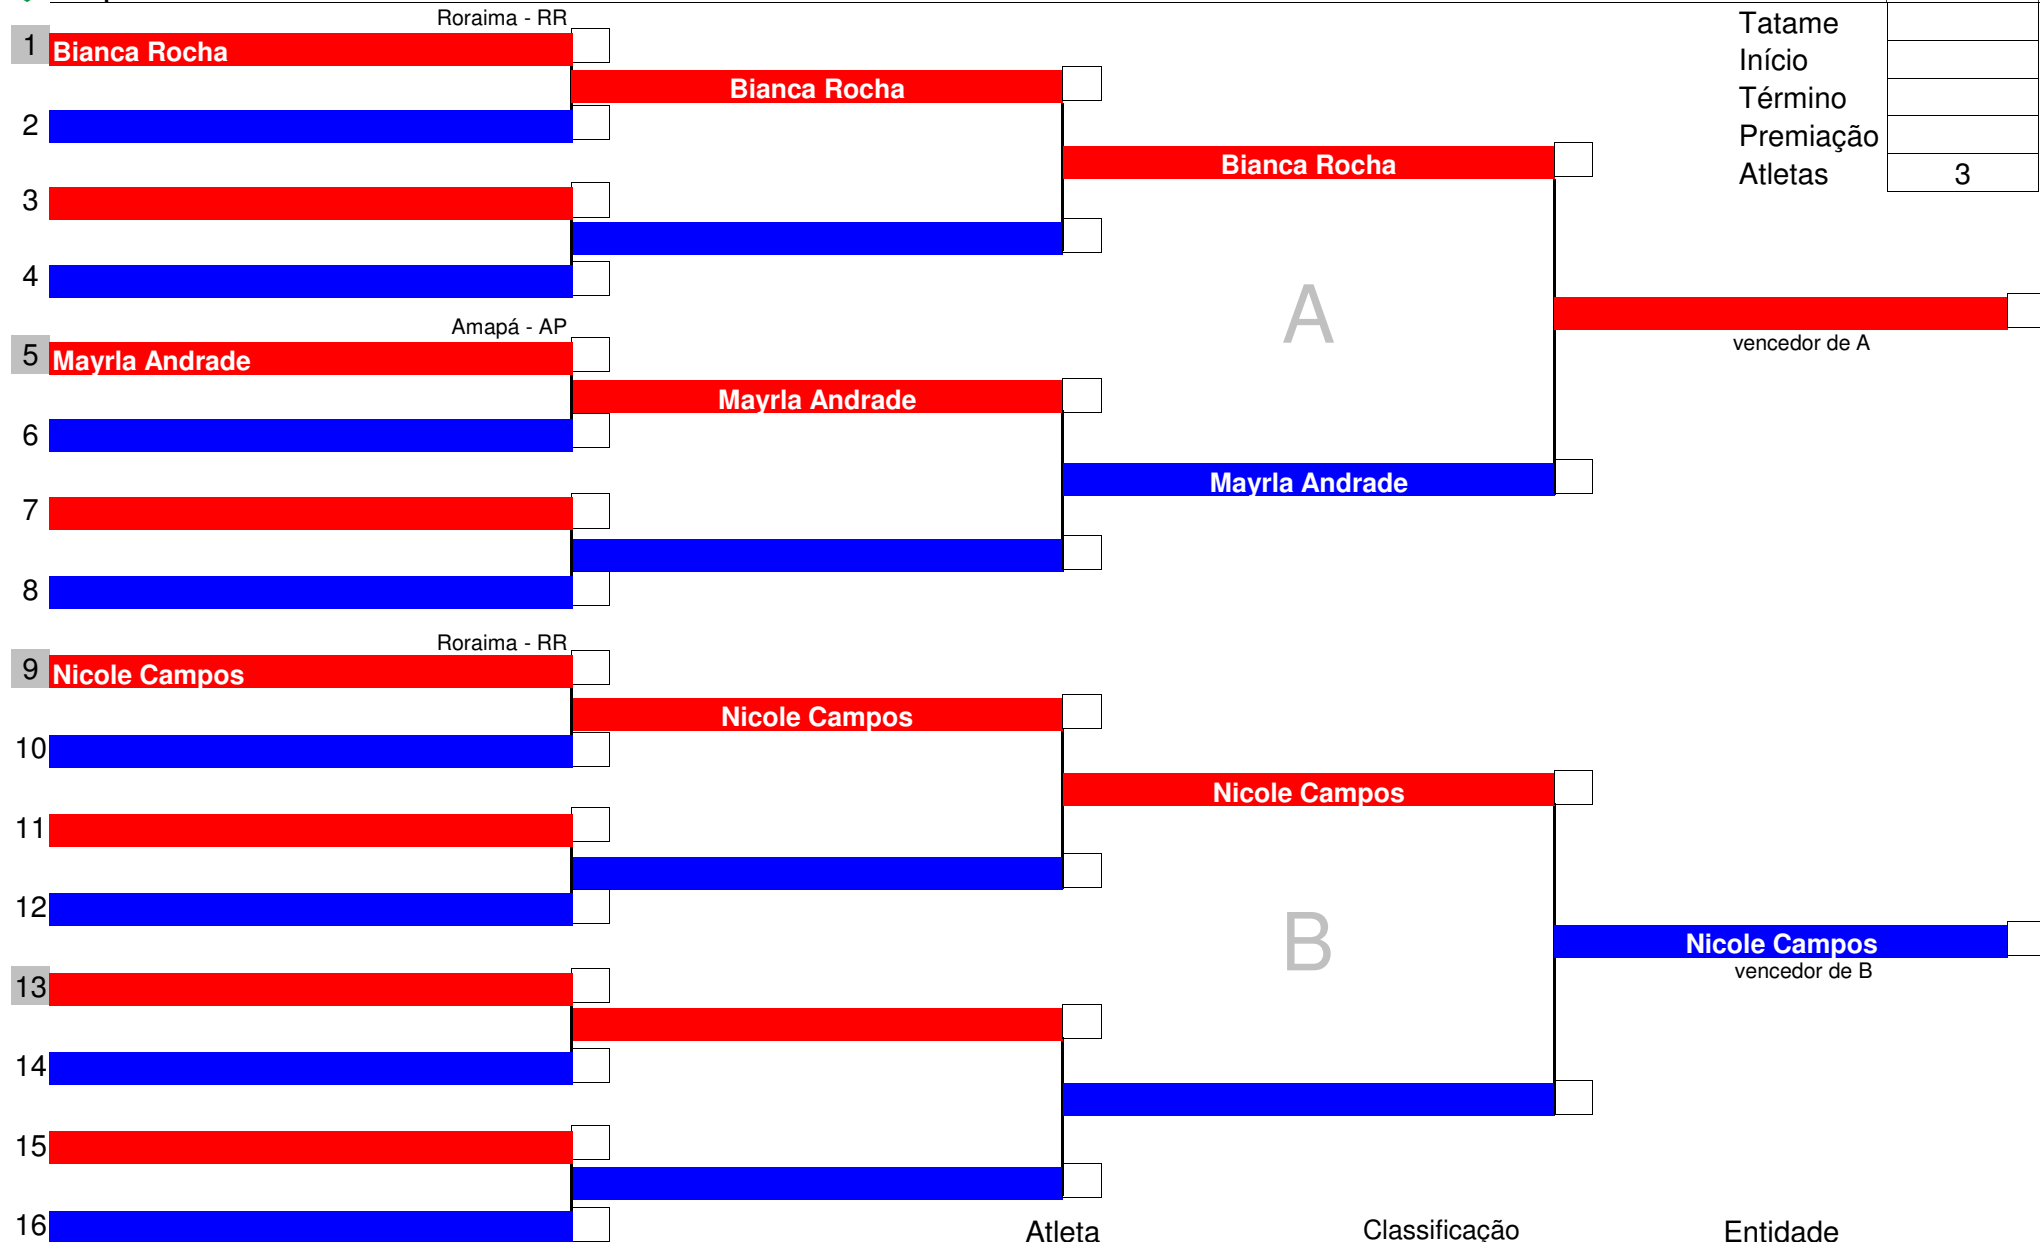 Roraima - RR
Tatame
1 Bianca Rocha
Início
Bianca Rocha
Término
2
Premiação
Bianca Rocha
Atletas 3
3
4
A
Amapá - AP
vencedor de A
5 Mayrla Andrade
Mayrla Andrade
6
Mayrla Andrade
7
8
Roraima - RR
9 Nicole Campos
Nicole Campos
10
Nicole Campos
11
12
B
Nicole Campos
vencedor de B
13
14
15
16
Atleta Classificação Entidade